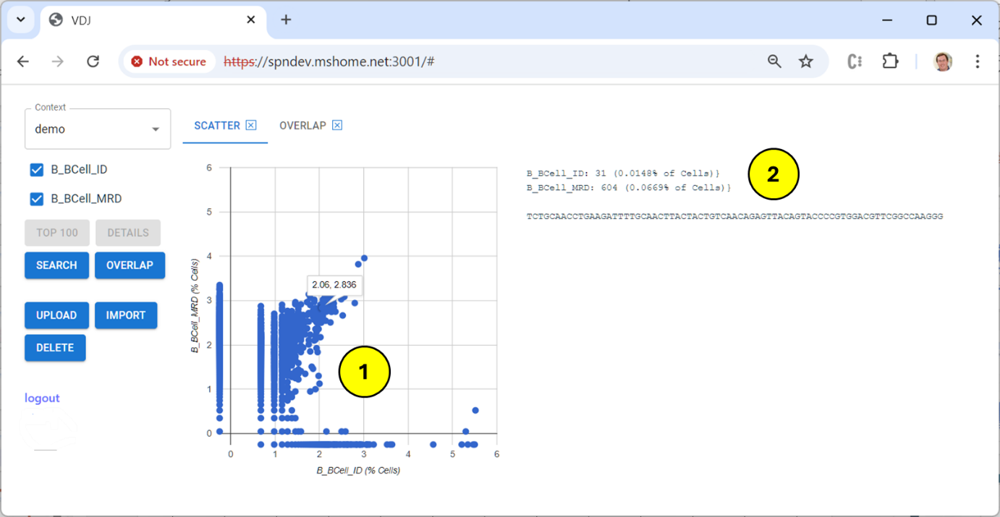 VDJ
Not secure https://spndev.mshome.net:3001/#
Context
demo
B_BCell_ID
B_BCell_MRD
TOP 100 DETAILS
SEARCH OVERLAP
UPLOAD IMPORT
DELETE
logout
SCATTER OVERLAP
6
5
4
3
2
1
0
B_BCell_MRD (% Cells)
2.06, 2.836
1
0 1 2 3 4 5 6
B_BCell_ID (% Cells)
B_BCell_ID: 31 (0.0148% of Cells)}
B_BCell_MRD: 604 (0.0669% of Cells)}
2
TCTGCAACCTGAAGATTTTGCAACTTACTACTGTCAACAGAGTTACAGTACCCCGTGGACGTTCGGCCAAGGG